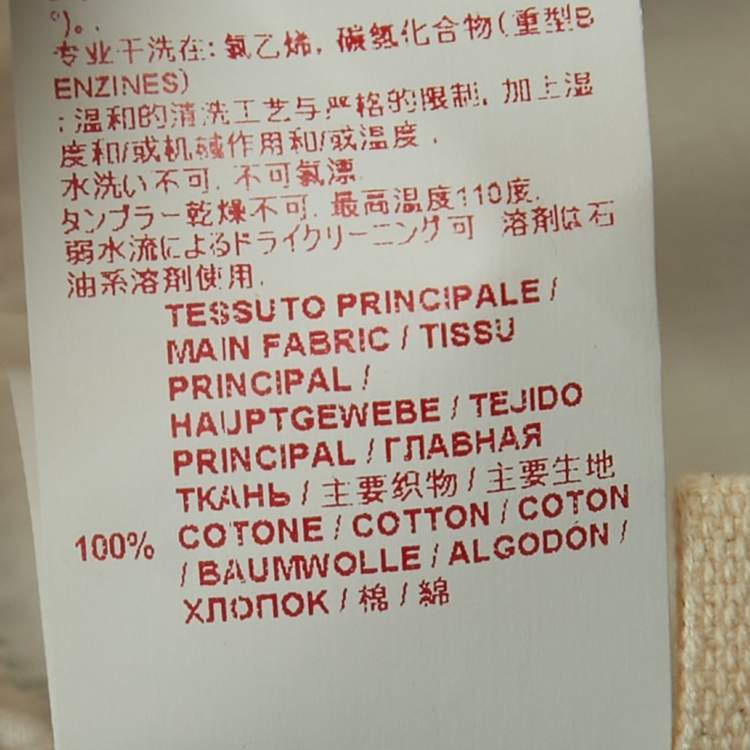 )。.
专业干洗在: 氯乙烯, 碳氢化合物(重型B
ENZINES)
: 温和的清洗工艺与严格的限制, 加上湿
度和/或机械作用和/或温度 .
水洗い不可. 不可氯漂.
タンブラー乾燥不可. 最高温度110度.
弱水流によるドライクリーニング可 溶剤は石
油系溶剤使用.
TESSUTO PRINCIPALE /
MAIN FABRIC / TISSU
PRINCIPAL /
HAUPTGEWEBE / TEJIDO
PRINCIPAL / ГЛАВНАЯ
ТКАНЬ / 主要织物 / 主要生地
100% COTONE / COTTON / COTON
/ BAUMWOLLE / ALGODÓN /
ХЛОПОК / 棉 / 綿